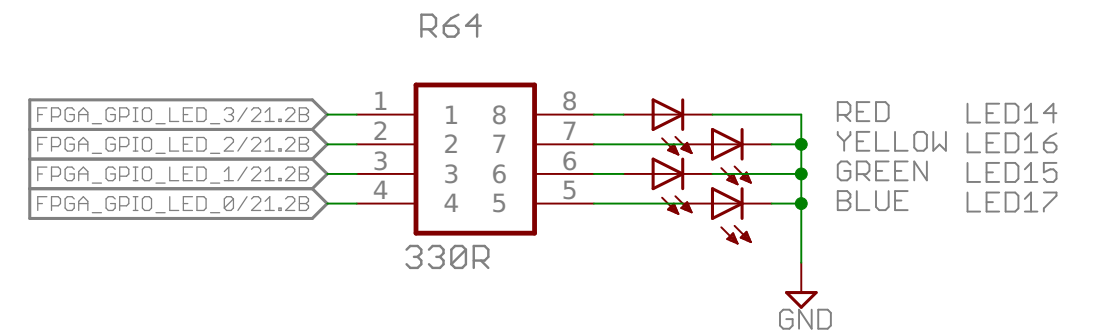 R64
FPGA_GPIO_LED_3/21.2B 1 1 8 8 RED LED14
FPGA_GPIO_LED_2/21.2B 2 2 7 7 YELLOW LED16
FPGA_GPIO_LED_1/21.2B 3 3 6 6 GREEN LED15
FPGA_GPIO_LED_0/21.2B 4 4 5 5 BLUE LED17
330R
GND